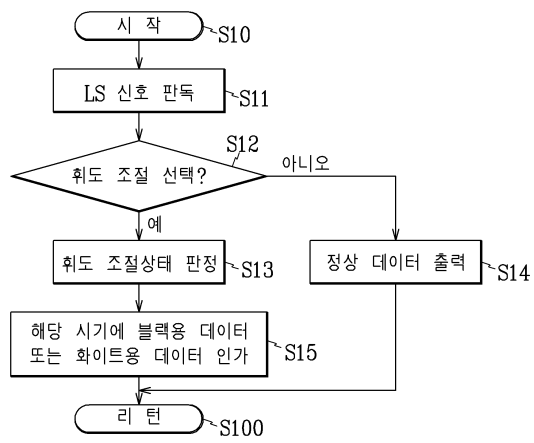 시 작
S10
LS 신호 판독
S11
S12
휘도 조절 선택?
아니오
예
휘도 조절상태 판정
S13
정상 데이터 출력
S14
해당 시기에 블랙용 데이터
또는 화이트용 데이터 인가
S15
리 턴
S100